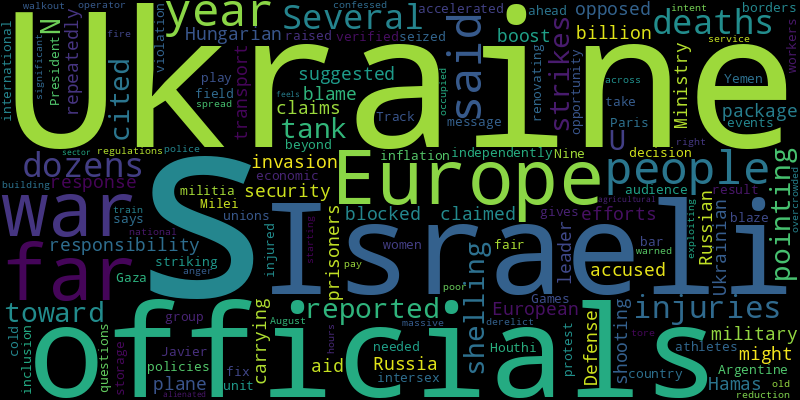 walkout
operator
confessed
accelerated
ahead
intent
borders
international
significant
President
N
repeatedly
cited
year
violation
fire
Hungarian
Several
raised
verified
seized
said
opposed
boost
billion
deaths
strikes
renovating
opportunity
service
workers
Ukraine
transport
suggested
play
blame
field
spread
claims
tank
beyond
Track
message
occupied
feels
across
take
Paris
U
Ministry
Yemen
package
events
sector
regulations
police
dozens
response
invasion
inflation
independently
Nine
decision
right
economic
security
Europe
people
audience
result
pointing
overcrowded
building
war
train
says
militia
Milei
unions
S
blocked
claimed
gives
efforts
agricultural
Russian
Ukrainian
exploiting
blaze
national
responsibility
injured
starting
prisoners
women
fair
leader
bar
warned
far
striking
anger
Gaza
pay
poor
Israeli
shelling
accused
toward
group
August
reported
massive
European
Games
derelict
injuries
military
might
cold
inclusion
questions
storage
Javier
policies
plane
alienated
carrying
fix
unit
hours
aid
needed
Russia
intersex
Houthi
protest
Defense
shooting
tore
country
athletes
Argentine
Hamas
old
reduction
officials